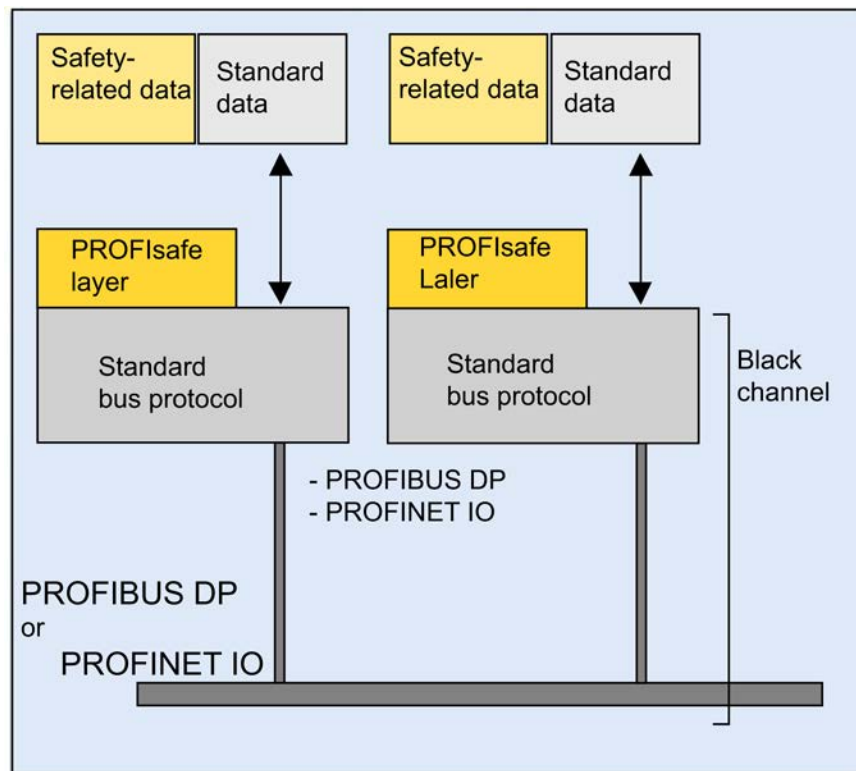 Safety-
related data
Standard
data
Safety-
related data
Standard
data
PROFIsafe
layer
PROFIsafe
Laler
Standard
bus protocol
Standard
bus protocol
Black
channel
- PROFIBUS DP
- PROFINET IO
PROFIBUS DP
or
PROFINET IO